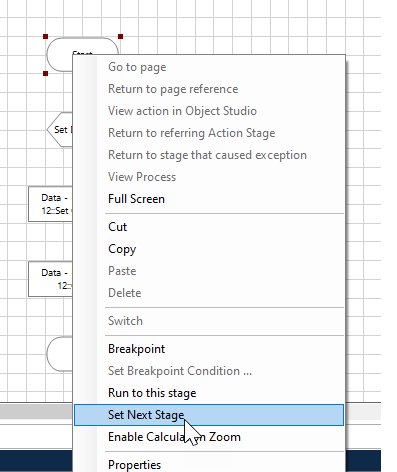 Start
Go to page
Return to page reference
View action in Object Studio
Return to referring Action Stage
Return to stage that caused exception
View Process
Full Screen
Set
Cut
Copy
Data -
12::Set
Paste
Delete
Switch
Data -
12::
Breakpoint
Set Breakpoint Condition ...
Run to this stage
Set Next Stage
Enable Calculation Zoom
Properties